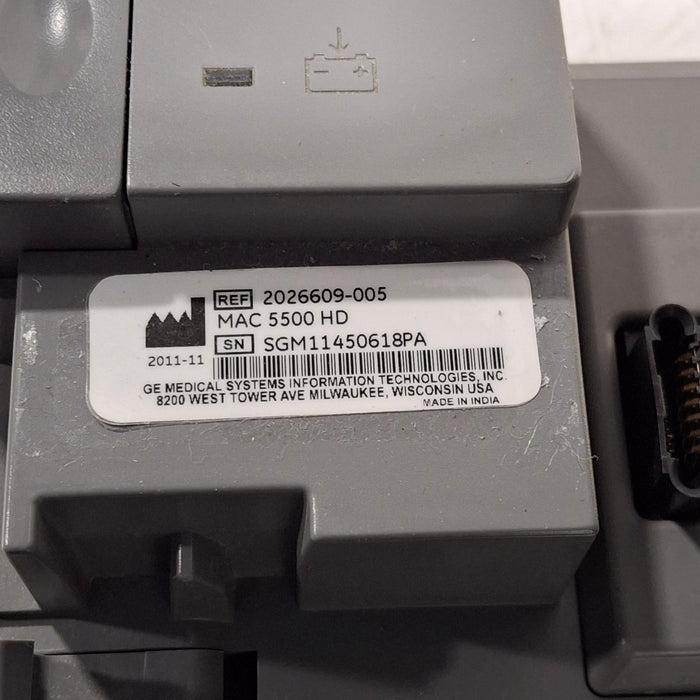 REF 2026609-005
MAC 5500 HD
SN SGM11450618PA
2011-11
GE MEDICAL SYSTEMS INFORMATION TECHNOLOGIES, INC.
8200 WEST TOWER AVE MILWAUKEE, WISCONSIN USA
MADE IN INDIA